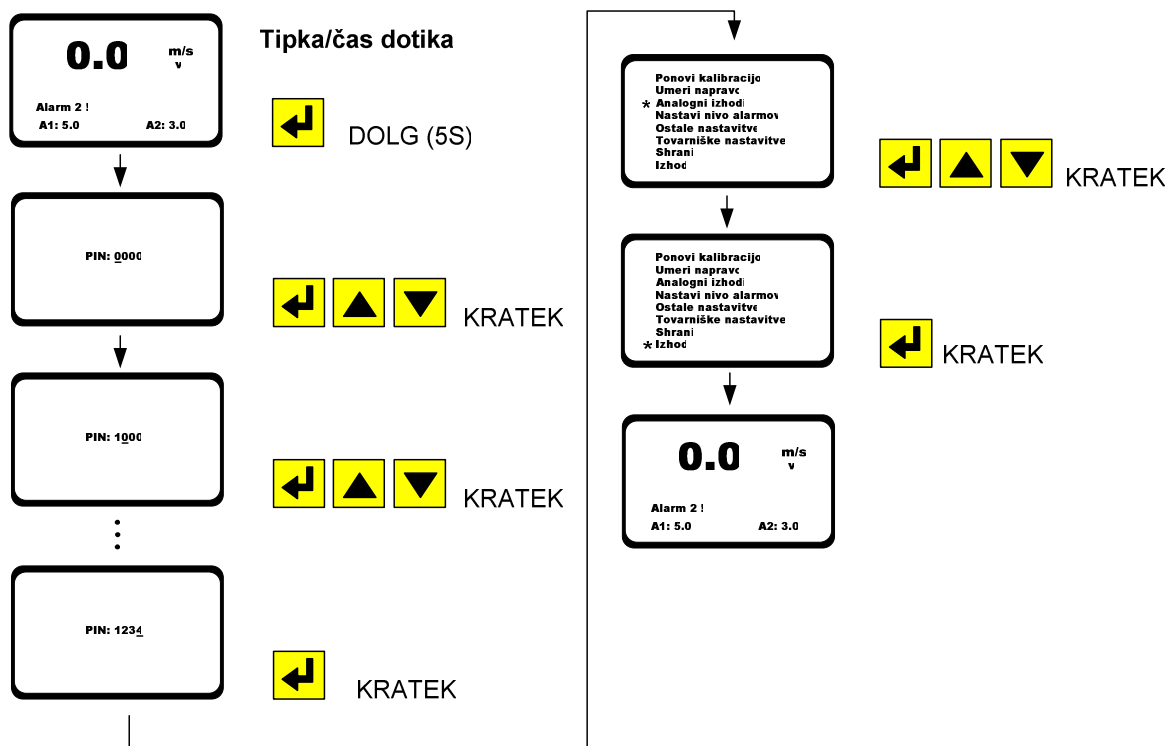 Tipka/čas dotika
0.0 m/s
v
Alarm 2 !
A1: 5.0 A2: 3.0
DOLG (5S)
PIN: 0000
KRATEK
PIN: 1000
KRATEK
PIN: 1234
KRATEK
Ponovi kalibracijo
Umeri napravo
* Analogni izhodi
Nastavi nivo alarmov
Ostale nastavitve
Tovarniške nastavitve
Shrani
Izhod
KRATEK
Ponovi kalibracijo
Umeri napravo
Analogni izhodi
Nastavi nivo alarmov
Ostale nastavitve
Tovarniške nastavitve
Shrani
* Izhod
KRATEK
0.0 m/s
v
Alarm 2 !
A1: 5.0 A2: 3.0